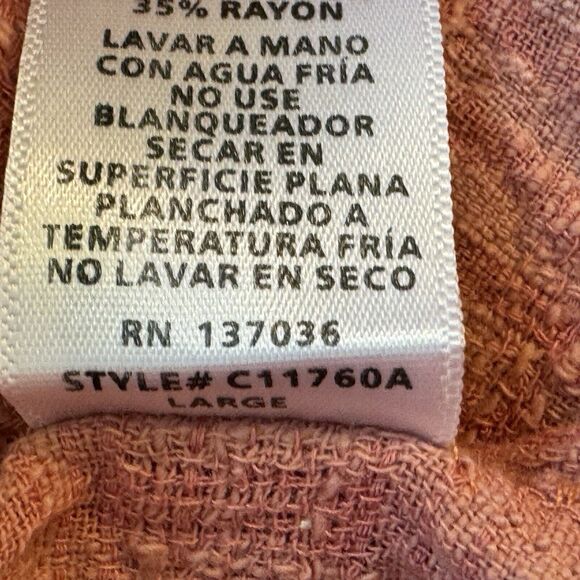 35% RAYON
LAVAR A MANO
CON AGUA FRÍA
NO USE
BLANQUEADOR
SECAR EN
SUPERFICIE PLANA
PLANCHADO A
TEMPERATURA FRÍA
NO LAVAR EN SECO
RN 137036
STYLE# C11760A
LARGE